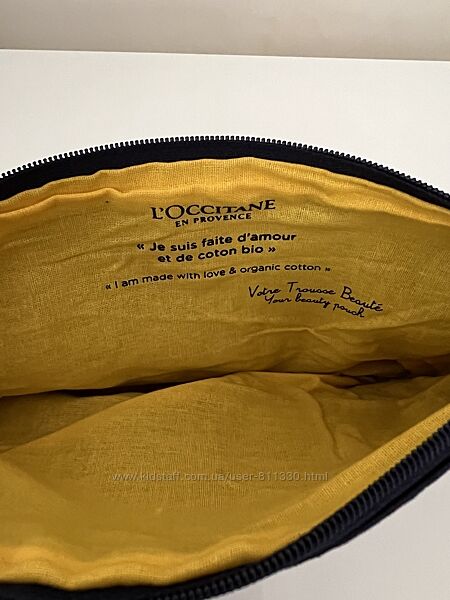 L'OCCITANE
EN PROVENCE
« Je suis faite d'amour
et de coton bio »
« I am made with love & organic cotton »
Votre Trousse Beauté
Your beauty pouch
www.kidstaff.com.ua/user-811330.html